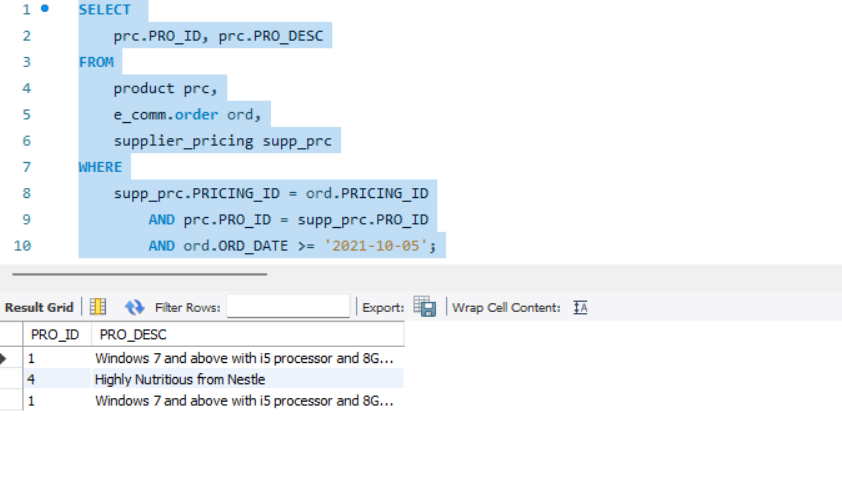 1 SELECT
2 prc.PRO_ID, prc.PRO_DESC
3 FROM
4 product prc,
5 e_comm.order ord,
6 supplier_pricing supp_prc
7 WHERE
8 supp_prc.PRICING_ID = ord.PRICING_ID
9 AND prc.PRO_ID = supp_prc.PRO_ID
10 AND ord.ORD_DATE >= '2021-10-05';
Result Grid Filter Rows: Export: Wrap Cell Content: IA
PRO_ID PRO_DESC
1 Windows 7 and above with i5 processor and 8G...
4 Highly Nutritious from Nestle
1 Windows 7 and above with i5 processor and 8G...